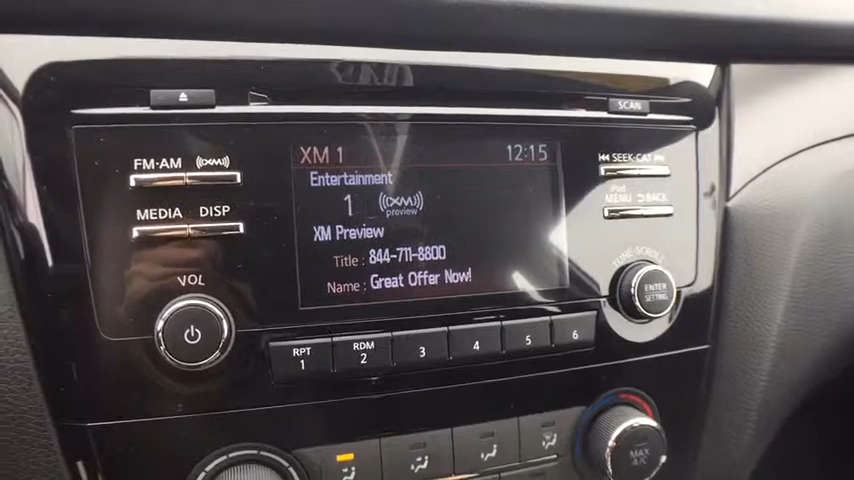 SCAN
FM·AM
XM
XM 1
12:15
SEEK·CAT
Entertainment
iPod
MENU
BACK
1
XM
preview
MEDIA
DISP
XM Preview
Title :
844-711-8800
Name :
Great Offer Now!
VOL
TUNE·SCROLL
ENTER
SETTING
RPT
1
RDM
2
3
4
5
6
MAX
A/C